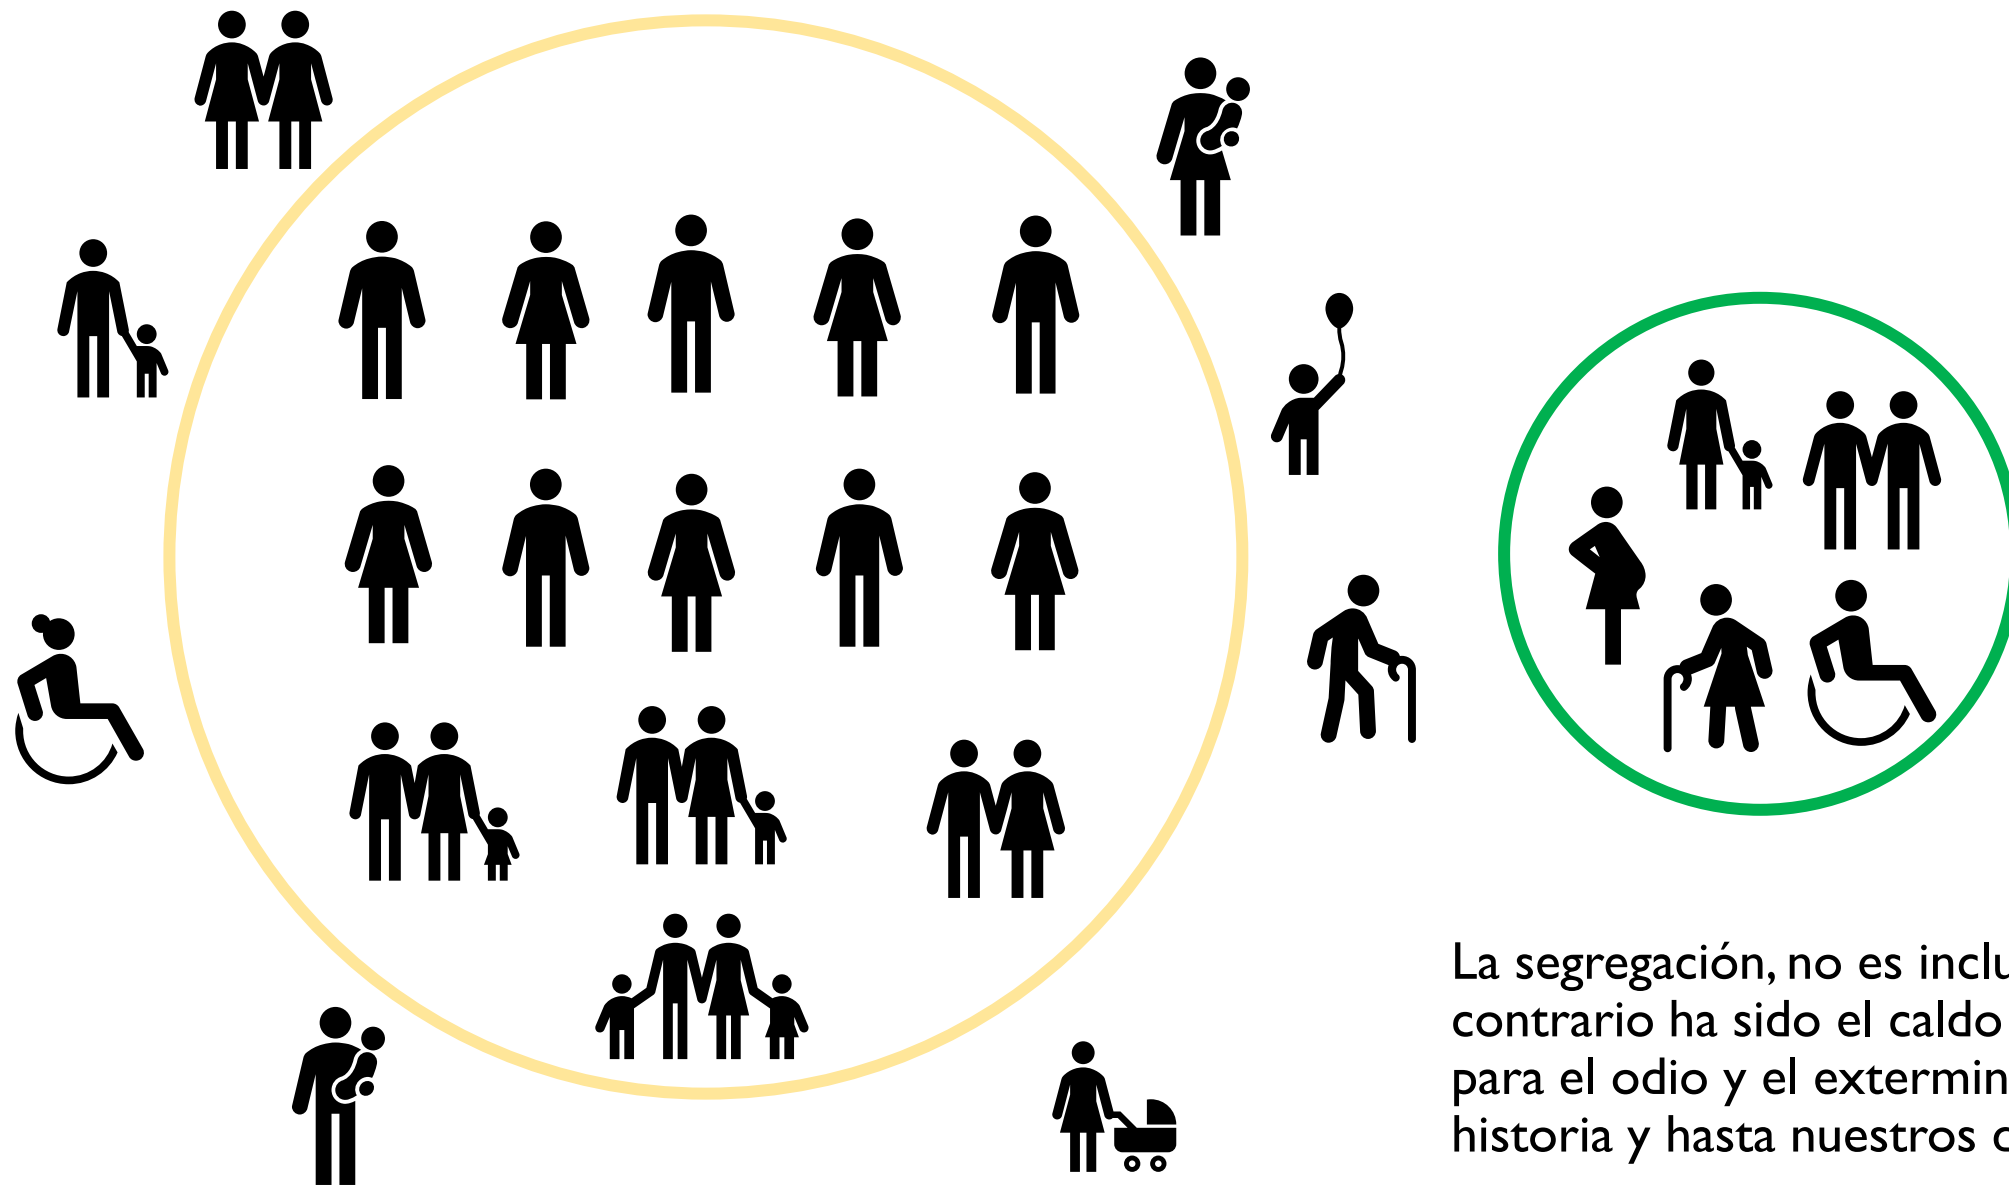 La segregación, no es inclu
contrario ha sido el caldo
para el odio y el extermin
historia y hasta nuestros